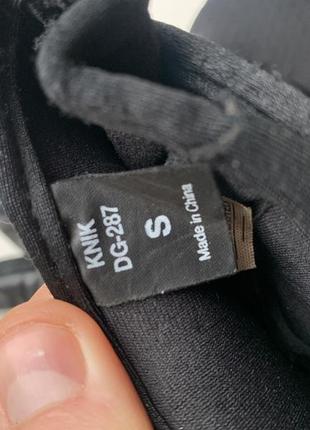 KNIK
DG-287
S
Made in China